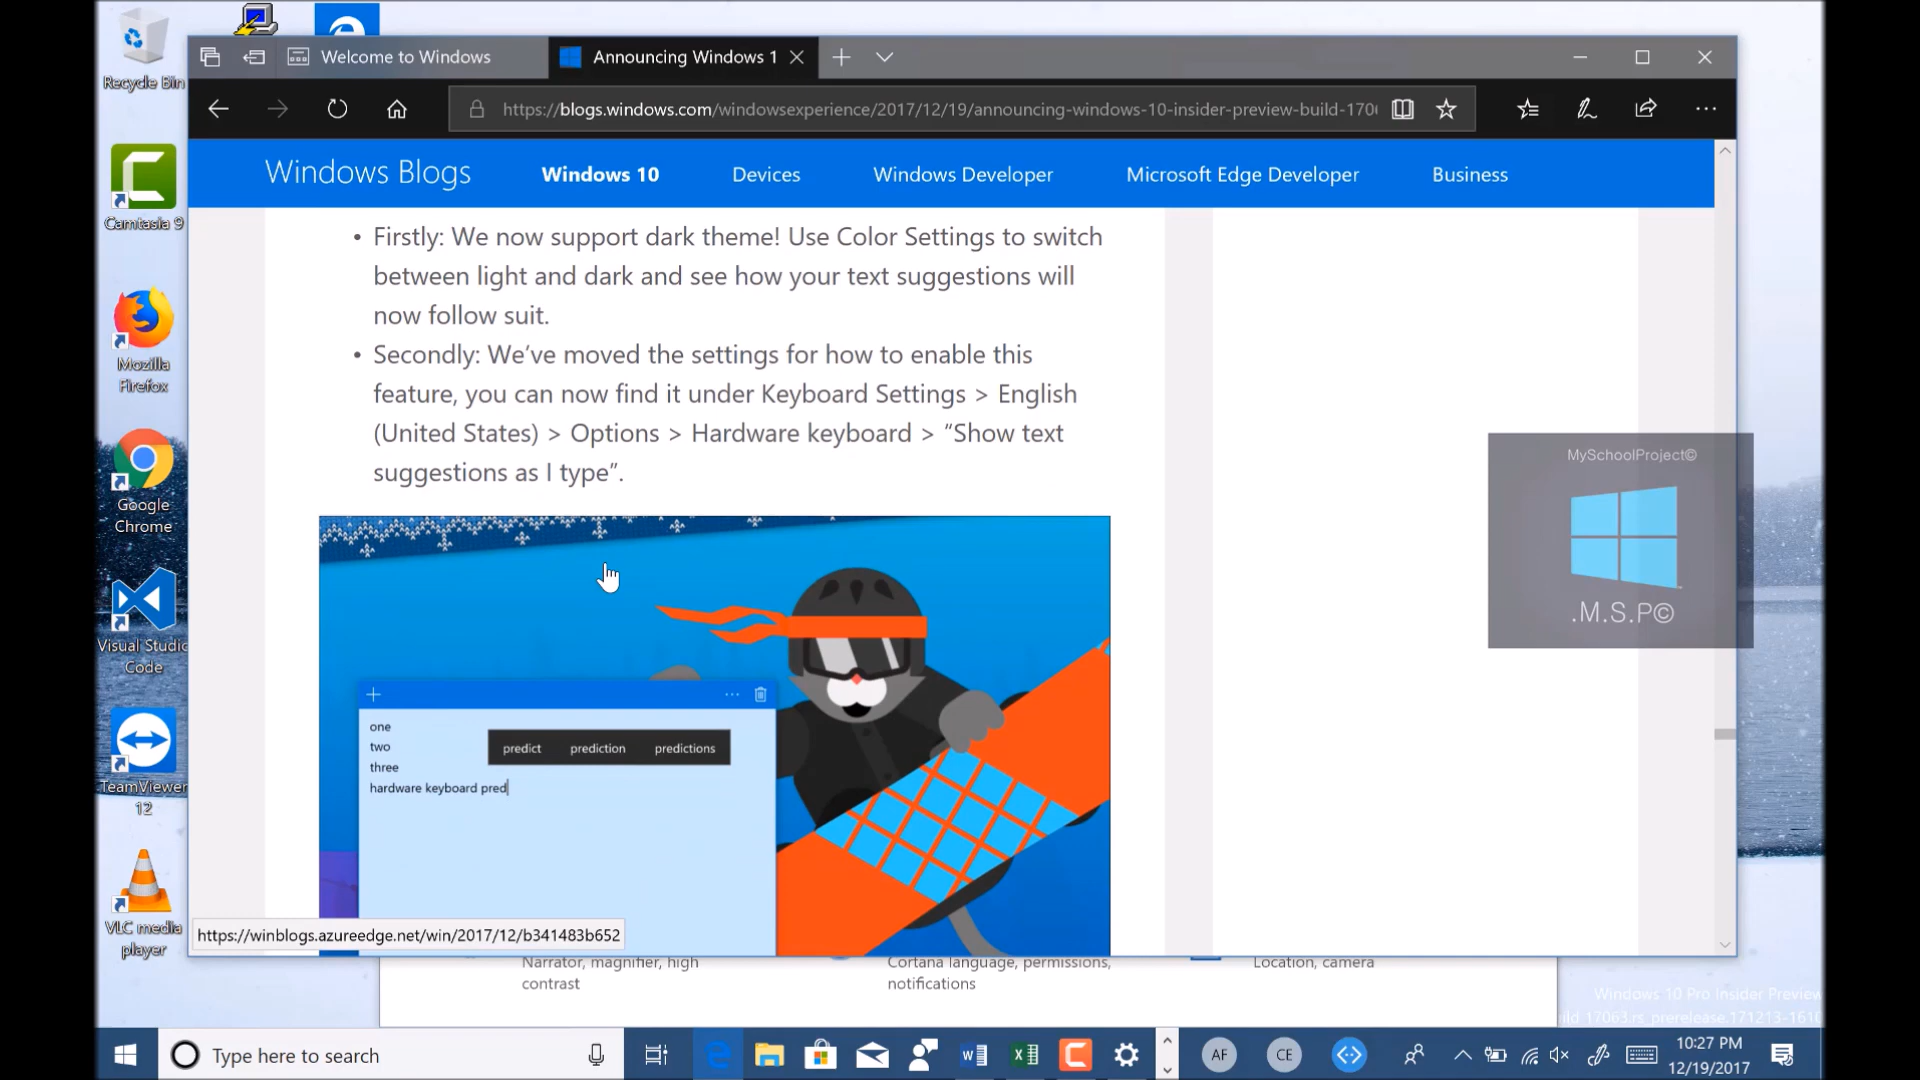 Recycle Bin
Welcome to Windows
Announcing Windows 1
https://blogs.windows.com/windowsexperience/2017/12/19/announcing-windows-10-insider-preview-build-1706
Windows Blogs
Windows 10
Devices
Windows Developer
Microsoft Edge Developer
Business
• Firstly: We now support dark theme! Use Color Settings to switch
between light and dark and see how your text suggestions will
now follow suit.
• Secondly: We’ve moved the settings for how to enable this
feature, you can now find it under Keyboard Settings > English
(United States) > Options > Hardware keyboard > “Show text
suggestions as I type”.
one
two
three
hardware keyboard pred
predict prediction predictions
https://winblogs.azureedge.net/win/2017/12/b341483b652
Camtasia 9
Mozilla
Firefox
Google
Chrome
Visual Studio
Code
TeamViewer
12
VLC media
player
MySchoolProject©
.M.S.P©
Narrator, magnifier, high
contrast
Cortana language, permissions,
notifications
Location, camera
Windows 10 Pro Insider Preview
ild 17063.rs_prerelease.171213-1610
Type here to search
AF
CE
10:27 PM
12/19/2017